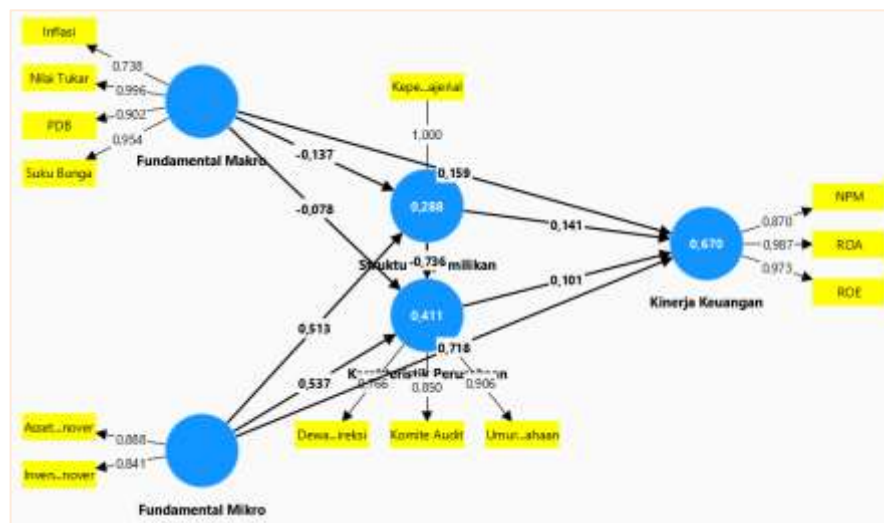 Inflasi
0,738
Nilai Tukar
0,996
PDB
0,902
0,954
Suku Bunga
Fundamental Makro
Kepe...ajerial
1,000
-0,137
-0,078
0,159
0,288
0,141
-0,736
0,411
0,101
0,670
Kinerja Keuangan
NPM
0,870
ROA
0,987
ROE
0,973
0,513
0,537
0,718
0,850
0,906
Dewa...ireksi
Komite Audit
Umur...ahaan
Asset...nover
0,888
Inven...nover
0,841
Fundamental Mikro